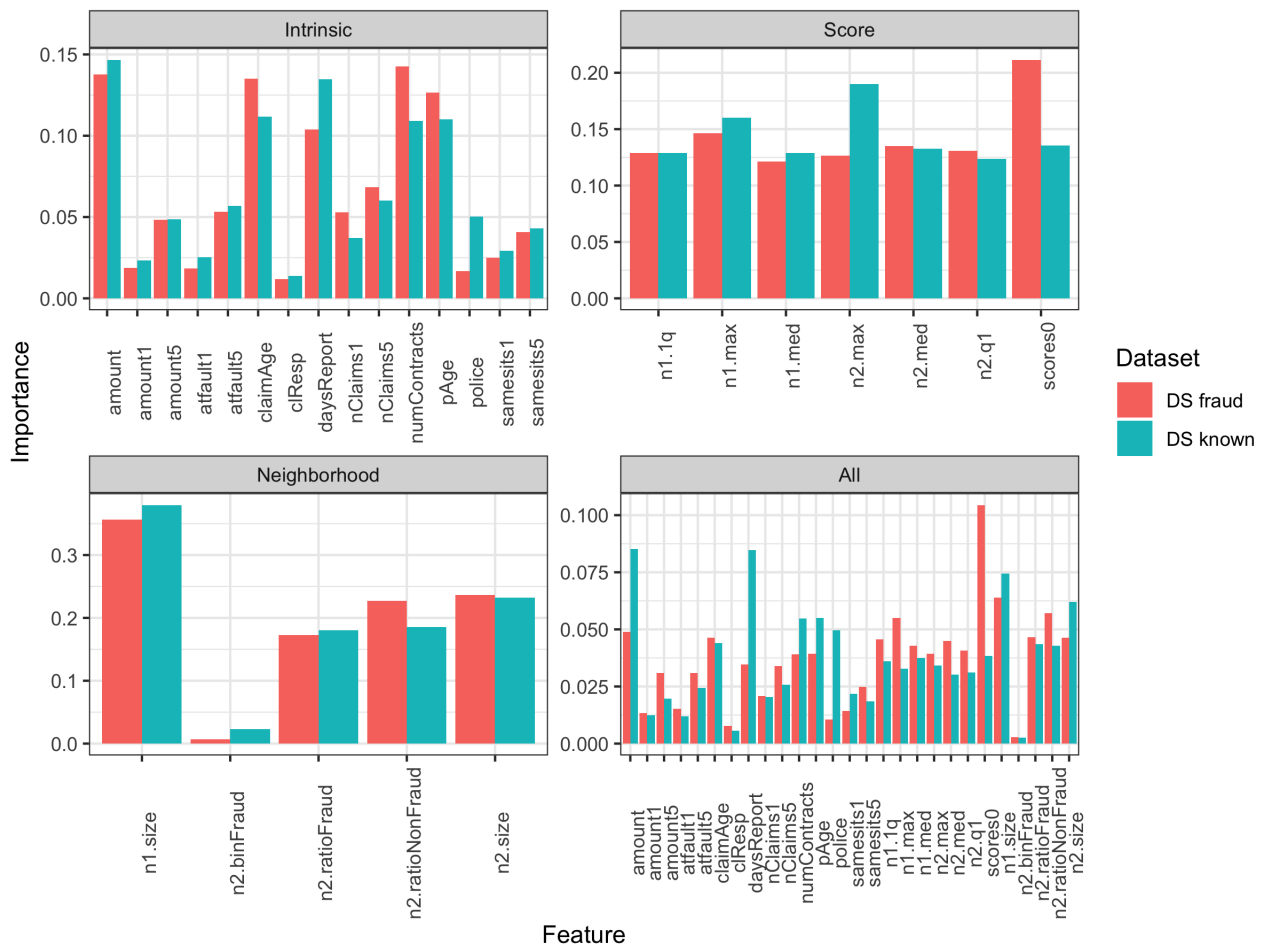 Intrinsic
Score
0.15
0.10
0.05
0.00
0.20
0.15
0.10
0.05
0.00
amount
amount1
amount5
atfault1
atfault5
claimAge
clResp
daysReport
nClaims1
nClaims5
numContracts
pAge
police
samesits1
samesits5
n1.1q
n1.max
n1.med
n2.max
n2.med
n2.q1
scores0
Importance
Dataset
DS fraud
DS known
Neighborhood
All
0.3
0.2
0.1
0.0
0.100
0.075
0.050
0.025
0.000
n1.size
n2.binFraud
n2.ratioFraud
n2.ratioNonFraud
n2.size
amount
amount1
amount5
atfault1
atfault5
claimAge
clResp
daysReport
nClaims1
nClaims5
numContracts
pAge
police
samesits1
samesits5
n1.1q
n1.max
n1.med
n2.max
n2.med
n2.q1
scores0
n1.size
n2.binFraud
n2.ratioFraud
n2.ratioNonFraud
n2.size
Feature